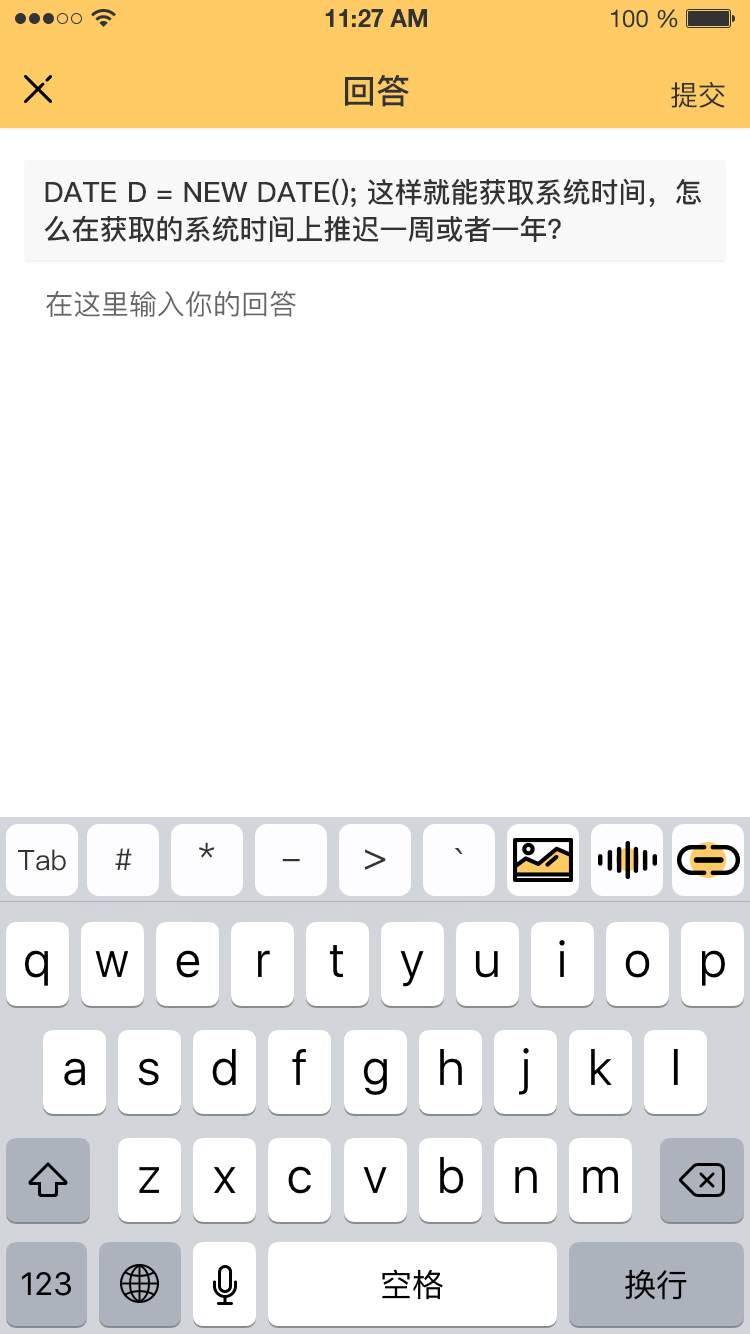 11:27 AM
100 %
回答
提交
DATE D = NEW DATE(); 这样就能获取系统时间，怎
么在获取的系统时间上推迟一周或者一年?
在这里输入你的回答
Tab # * – > `
q w e r t y u i o p
a s d f g h j k l
z x c v b n m
123 空格 换行